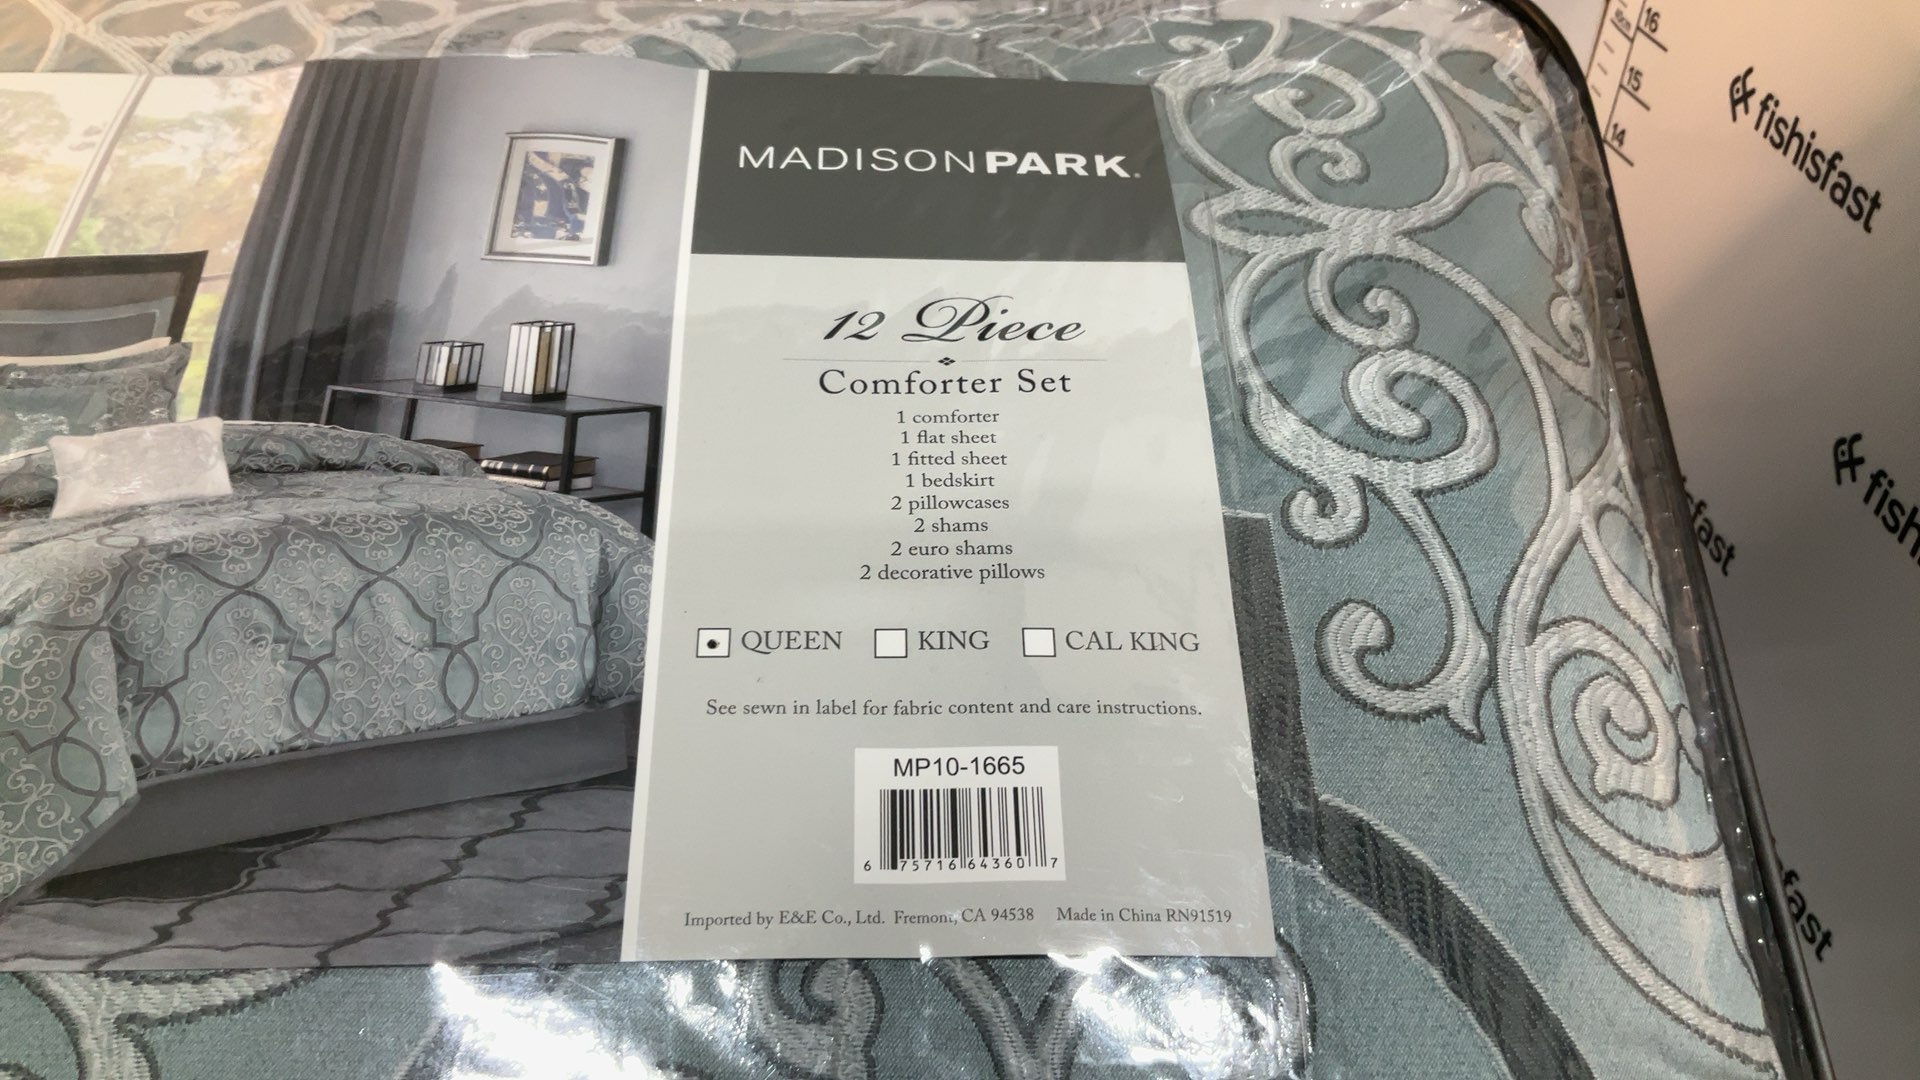 MADISONPARK.
12 Piece
Comforter Set
1 comforter
1 flat sheet
1 fitted sheet
1 bedskirt
2 pillowcases
2 shams
2 euro shams
2 decorative pillows
QUEEN KING CAL KING
See sewn in label for fabric content and care instructions.
MP10-1665
6 75716 64360 7
Imported by E&E Co., Ltd. Fremont, CA 94538 Made in China RN91519
16
15
14
fishisfast
fish
sfast
fast